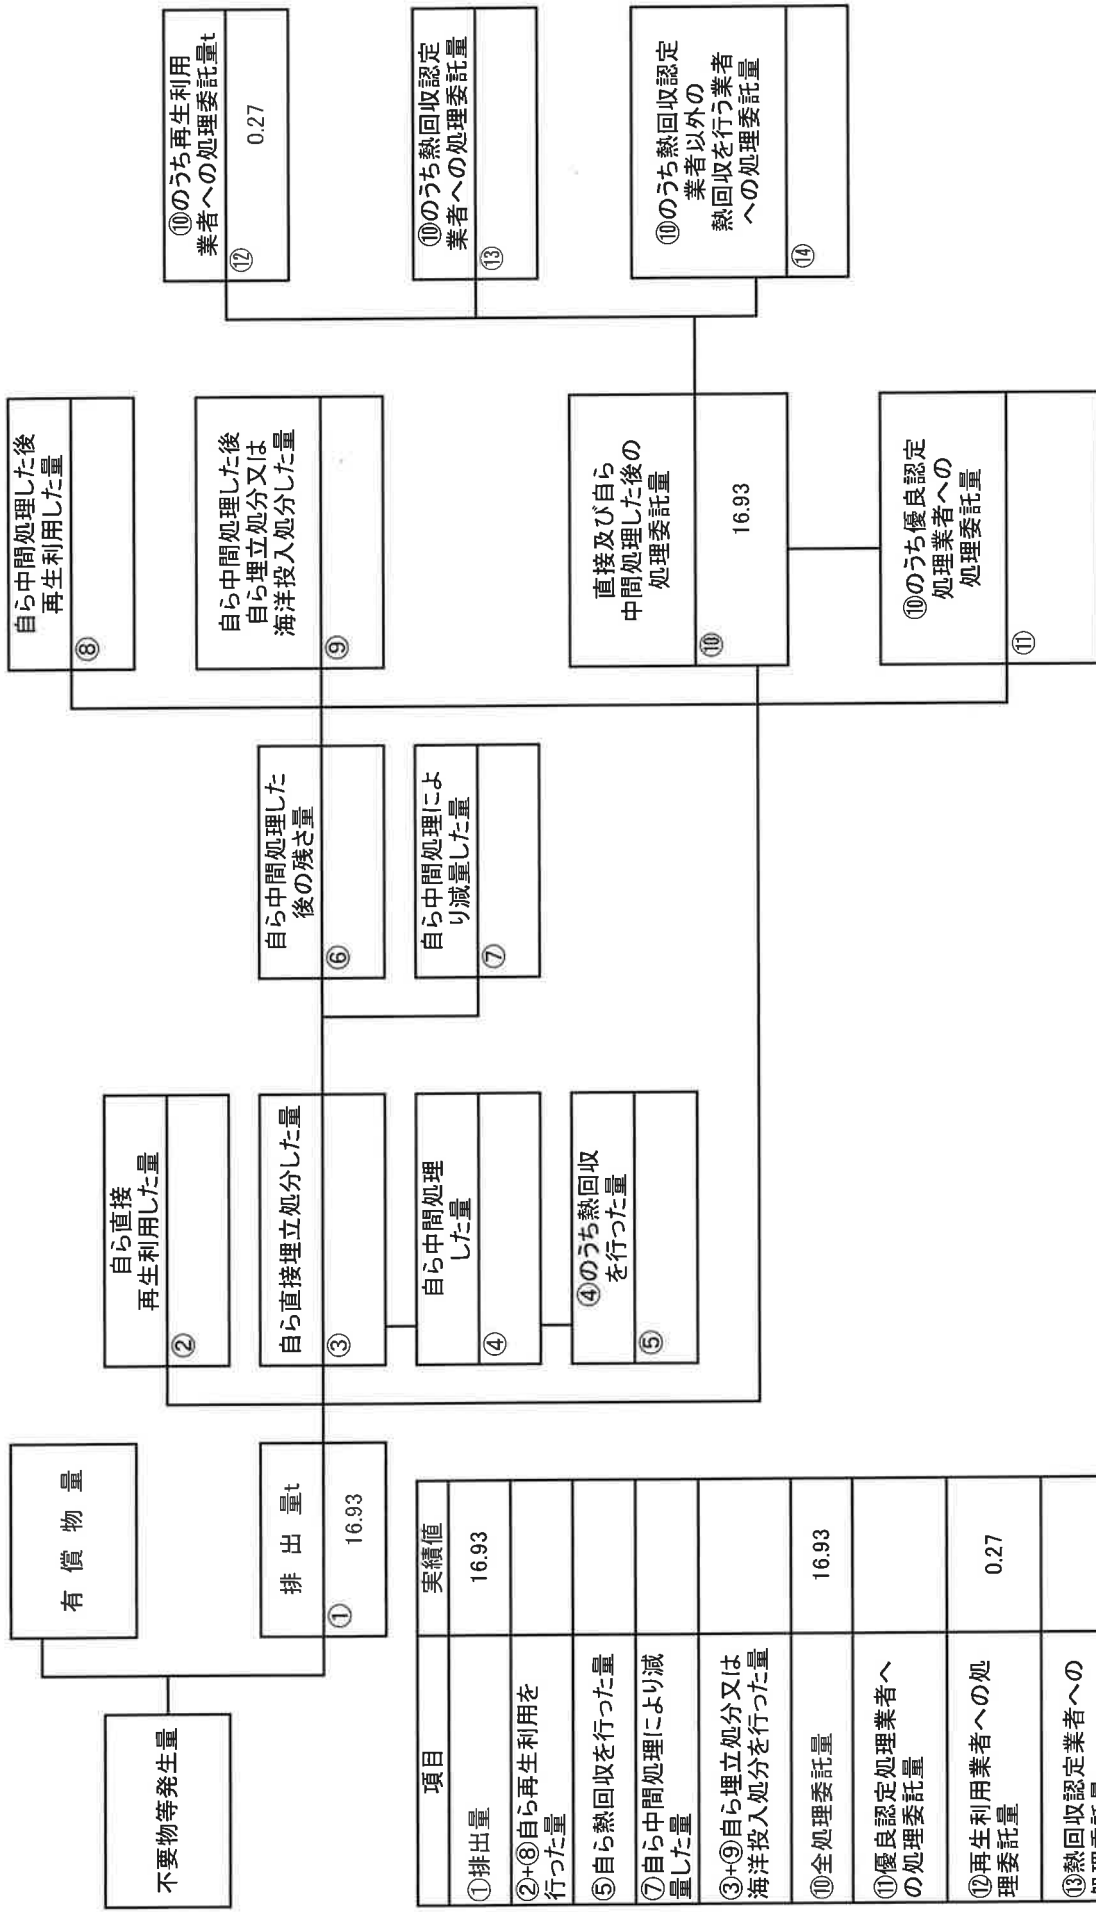 不要物等発生量
有償物量
排出量t
①
16.93
自ら直接
再生利用した量
②
自ら直接埋立処分した量
③
自ら中間処理
した量
④
④のうち熱回収
を行った量
⑤
自ら中間処理した
後の残さ量
⑥
自ら中間処理によ
り減量した量
⑦
自ら中間処理した後
再生利用した量
⑧
自ら中間処理した後
自ら埋立処分又は
海洋投入処分した量
⑨
直接及び自ら
中間処理した後の
処理委託量
⑩
16.93
⑩のうち優良認定
処理業者への
処理委託量
⑪
⑩のうち再生利用
業者への処理委託量t
⑫
0.27
⑩のうち熱回収認定
業者への処理委託量
⑬
⑩のうち熱回収認定
業者以外の
熱回収を行う業者
への処理委託量
⑭
項目 実績値
①排出量 16.93
②+⑧自ら再生利用を
行った量
⑤自ら熱回収を行った量
⑦自ら中間処理により減
量した量
③+⑨自ら埋立処分又は
海洋投入処分を行った量
⑩全処理委託量 16.93
⑪優良認定処理業者へ
の処理委託量
⑫再生利用業者への処
理委託量 0.27
⑬熱回収認定業者への